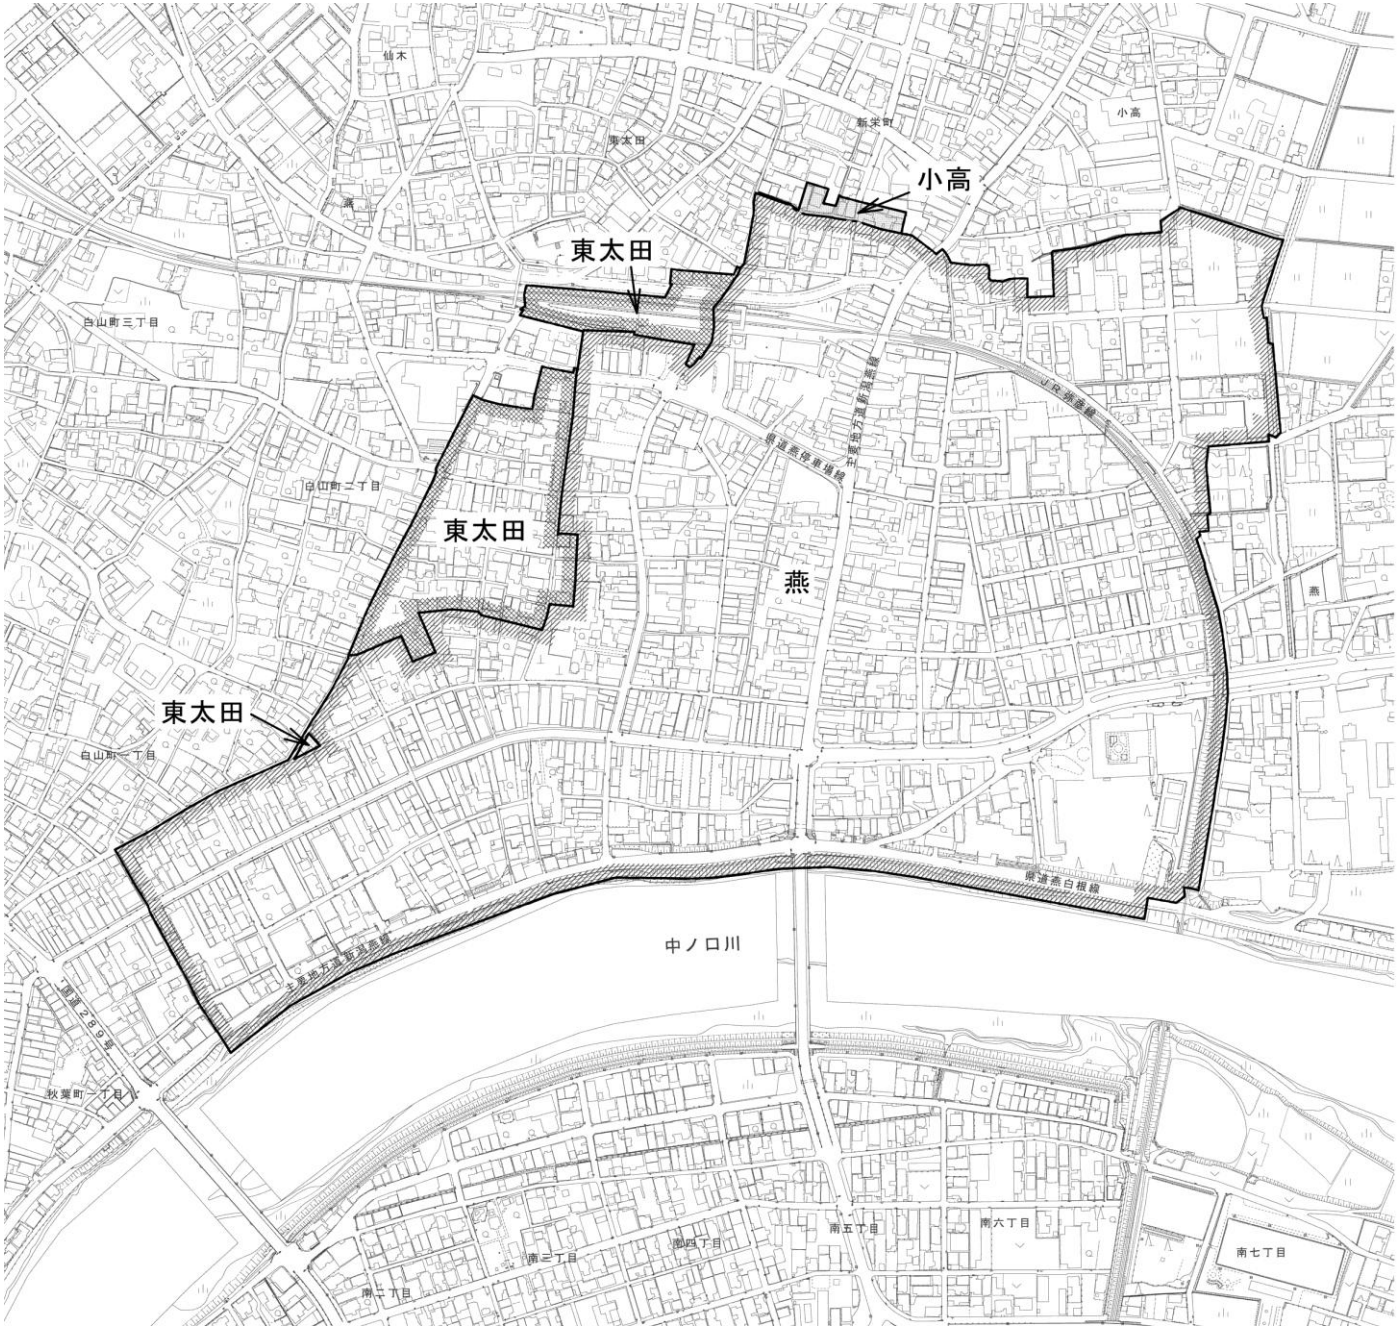 仙木
小高
新栄町
東太田
小高
燕
東太田
白山町三丁目
JR弥彦線
主要地方道新潟燕線
県道燕停車場線
白山町二丁目
東太田
燕
燕
東太田
白山町一丁目
県道燕白根線
中ノ口川
主要地方道新潟燕線
国道289号
秋葉町一丁目
南六丁目
南五丁目
南四丁目
南三丁目
南七丁目
南二丁目